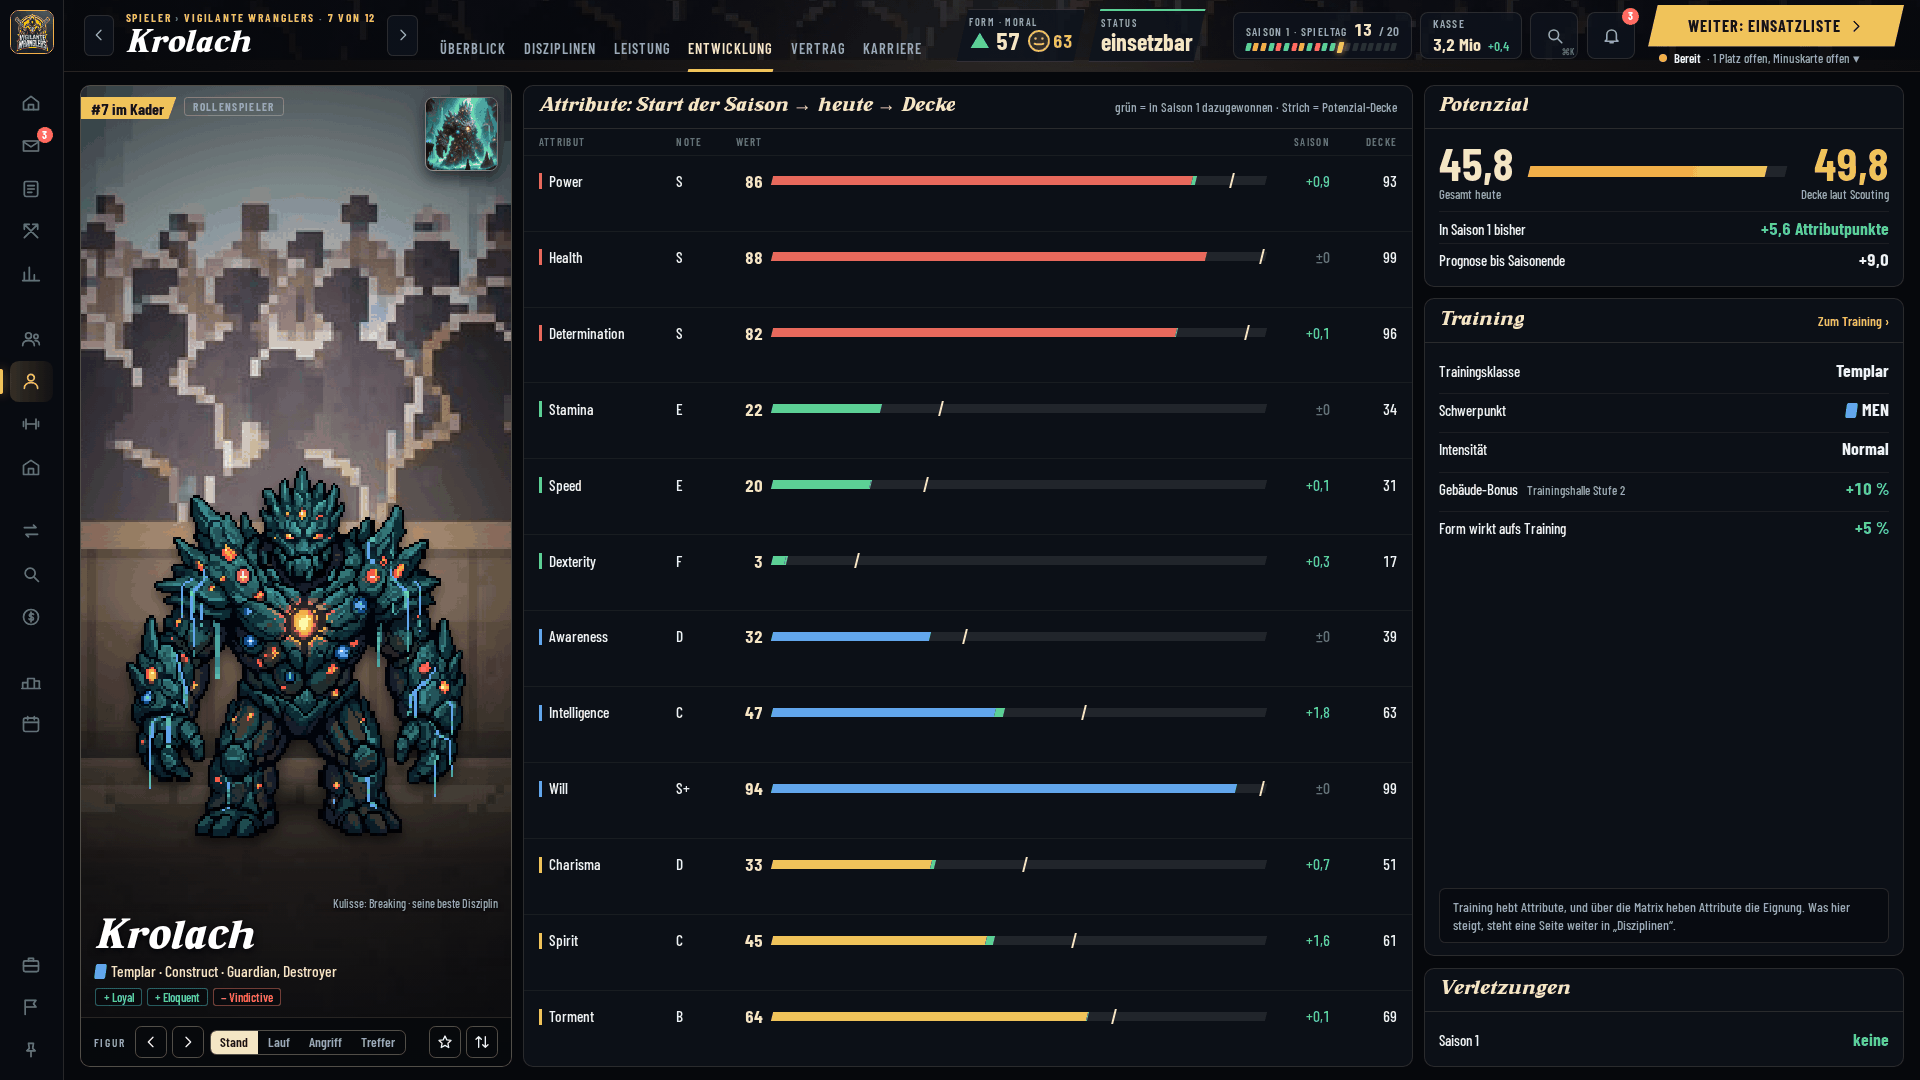 SPIELER › VIGILANTE WRANGLERS · 7 VON 12
Krolach
ÜBERBLICK DISZIPLINEN LEISTUNG ENTWICKLUNG VERTRAG KARRIERE
FORM · MORAL
57 63
STATUS
einsetzbar
SAISON 1 · SPIELTAG 13 / 20
KASSE
3,2 Mio +0,4
⌘K
3
WEITER: EINSATZLISTE
Bereit · 1 Platz offen, Minuskarte offen ▾
3
#7 im Kader
ROLLENSPIELER
Kulisse: Breaking · seine beste Disziplin
Krolach
Templar · Construct · Guardian, Destroyer
+ Loyal + Eloquent – Vindictive
FIGUR Stand Lauf Angriff Treffer
Attribute: Start der Saison → heute → Decke
grün = in Saison 1 dazugewonnen · Strich = Potenzial-Decke
ATTRIBUT NOTE WERT SAISON DECKE
Power S 86 +0,9 93
Health S 88 ±0 99
Determination S 82 +0,1 96
Stamina E 22 ±0 34
Speed E 20 +0,1 31
Dexterity F 3 +0,3 17
Awareness D 32 ±0 39
Intelligence C 47 +1,8 63
Will S+ 94 ±0 99
Charisma D 33 +0,7 51
Spirit C 45 +1,6 61
Torment B 64 +0,1 69
Potenzial
45,8 49,8
Gesamt heute Decke laut Scouting
In Saison 1 bisher +5,6 Attributpunkte
Prognose bis Saisonende +9,0
Training
Zum Training ›
Trainingsklasse Templar
Schwerpunkt MEN
Intensität Normal
Gebäude-Bonus Trainingshalle Stufe 2 +10 %
Form wirkt aufs Training +5 %
Training hebt Attribute, und über die Matrix heben Attribute die Eignung. Was hier
steigt, steht eine Seite weiter in „Disziplinen“.
Verletzungen
Saison 1 keine